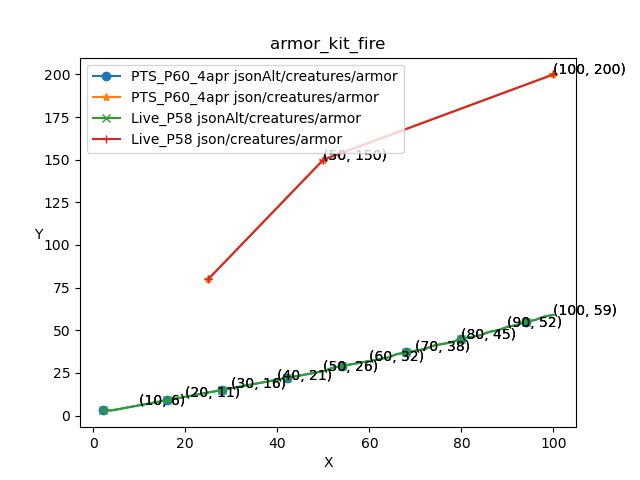 armor_kit_fire
PTS_P60_4apr jsonAlt/creatures/armor
PTS_P60_4apr json/creatures/armor
Live_P58 jsonAlt/creatures/armor
Live_P58 json/creatures/armor
(100, 200)
(50, 150)
(100, 59)
(90, 52)
(80, 45)
(70, 38)
(60, 32)
(50, 26)
(40, 21)
(30, 16)
(20, 11)
(10, 6)
Y
200
175
150
125
100
75
50
25
0
0 20 40 60 80 100
X